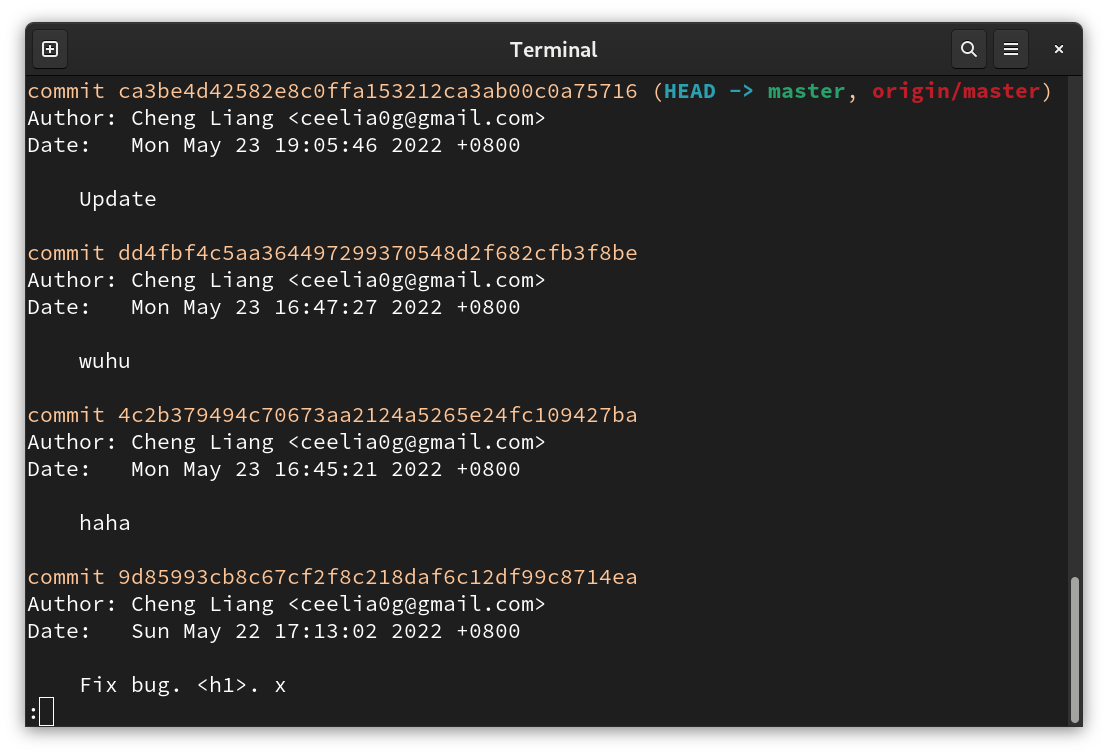 Terminal
commit ca3be4d42582e8c0ffa153212ca3ab00c0a75716 (HEAD -> master, origin/master)
Author: Cheng Liang <ceelia0g@gmail.com>
Date:   Mon May 23 19:05:46 2022 +0800
    Update
commit dd4fbf4c5aa364497299370548d2f682cfb3f8be
Author: Cheng Liang <ceelia0g@gmail.com>
Date:   Mon May 23 16:47:27 2022 +0800
    wuhu
commit 4c2b379494c70673aa2124a5265e24fc109427ba
Author: Cheng Liang <ceelia0g@gmail.com>
Date:   Mon May 23 16:45:21 2022 +0800
    haha
commit 9d85993cb8c67cf2f8c218daf6c12df99c8714ea
Author: Cheng Liang <ceelia0g@gmail.com>
Date:   Sun May 22 17:13:02 2022 +0800
    Fix bug. <h1>. x
: